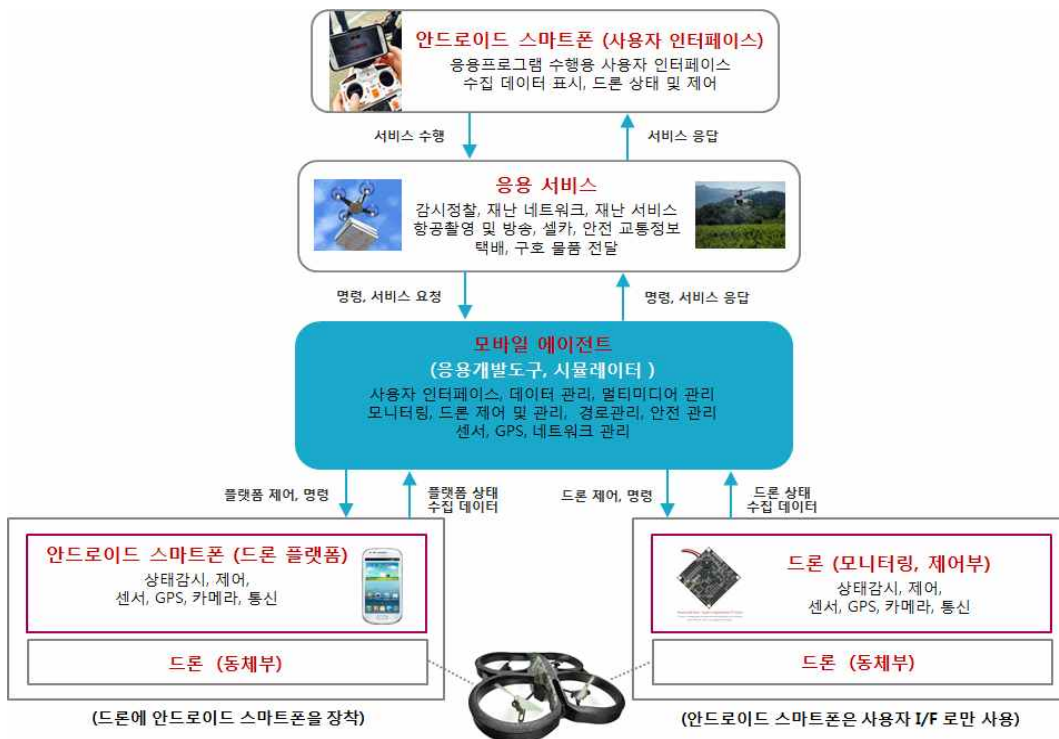 안드로이드 스마트폰 (사용자 인터페이스)
응용프로그램 수행용 사용자 인터페이스
수집 데이터 표시, 드론 상태 및 제어
서비스 수행
서비스 응답
응용 서비스
감시정찰, 재난 네트워크, 재난 서비스
항공촬영 및 방송, 셀카, 안전 교통정보
택배, 구호 물품 전달
명령, 서비스 요청
명령, 서비스 응답
모바일 에이전트
(응용개발도구, 시뮬레이터 )
사용자 인터페이스, 데이터 관리, 멀티미디어 관리
모니터링, 드론 제어 및 관리, 경로관리, 안전 관리
센서, GPS, 네트워크 관리
플랫폼 제어, 명령
플랫폼 상태
수집 데이터
드론 제어, 명령
드론 상태
수집 데이터
안드로이드 스마트폰 (드론 플랫폼)
상태감시, 제어,
센서, GPS, 카메라, 통신
드론 (동체부)
(드론에 안드로이드 스마트폰을 장착)
드론 (모니터링, 제어부)
상태감시, 제어,
센서, GPS, 카메라, 통신
드론 (동체부)
(안드로이드 스마트폰은 사용자 I/F 로만 사용)